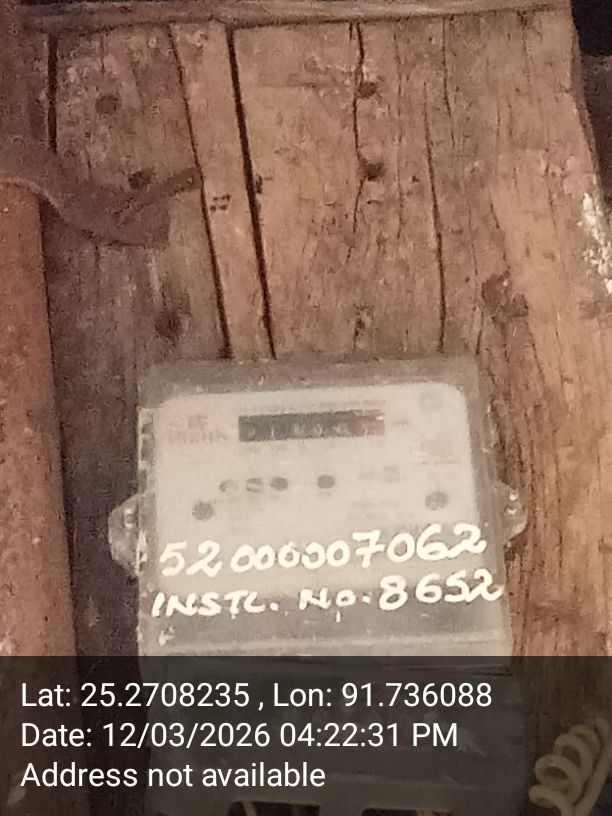 52000007062
INSTL. NO. 8652
Lat: 25.2708235 , Lon: 91.736088
Date: 12/03/2026 04:22:31 PM
Address not available